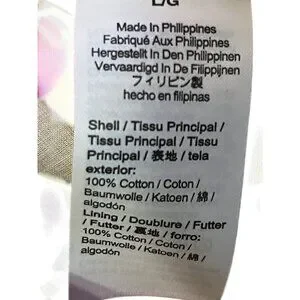 L/G
Made In Philippines
Fabriqué Aux Philippines
Hergestellt In Den Philippinen
Vervaardigd In De Filippijnen
フィリピン製
hecho en filipinas
Shell / Tissu Principal /
Tissu Principal / Tissu
Principal / 表地 / tela
exterior:
100% Cotton / Coton /
Baumwolle / Katoen / 綿 /
algodón
Lining / Doublure / Futter
/ Futter / 裏地 / forro:
100% Cotton / Coton /
Baumwolle / Katoen / 綿 /
algodón